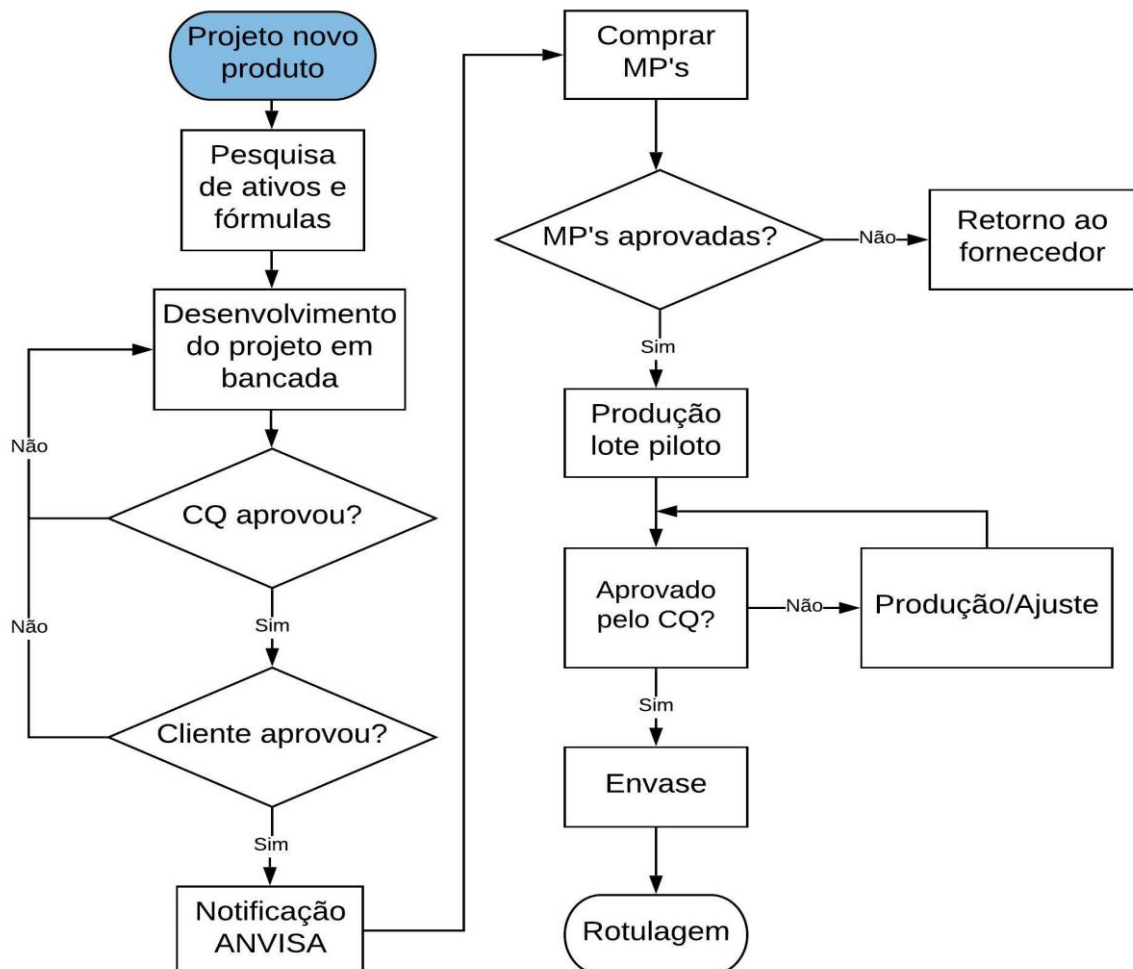 Projeto novo
produto
Pesquisa
de ativos e
fórmulas
Desenvolvimento
do projeto em
bancada
Não
CQ aprovou?
Não
Sim
Cliente aprovou?
Sim
Notificação
ANVISA
Comprar
MP's
MP's aprovadas?
Não
Retorno ao
fornecedor
Sim
Produção
lote piloto
Aprovado
pelo CQ?
Não
Produção/Ajuste
Sim
Envase
Rotulagem